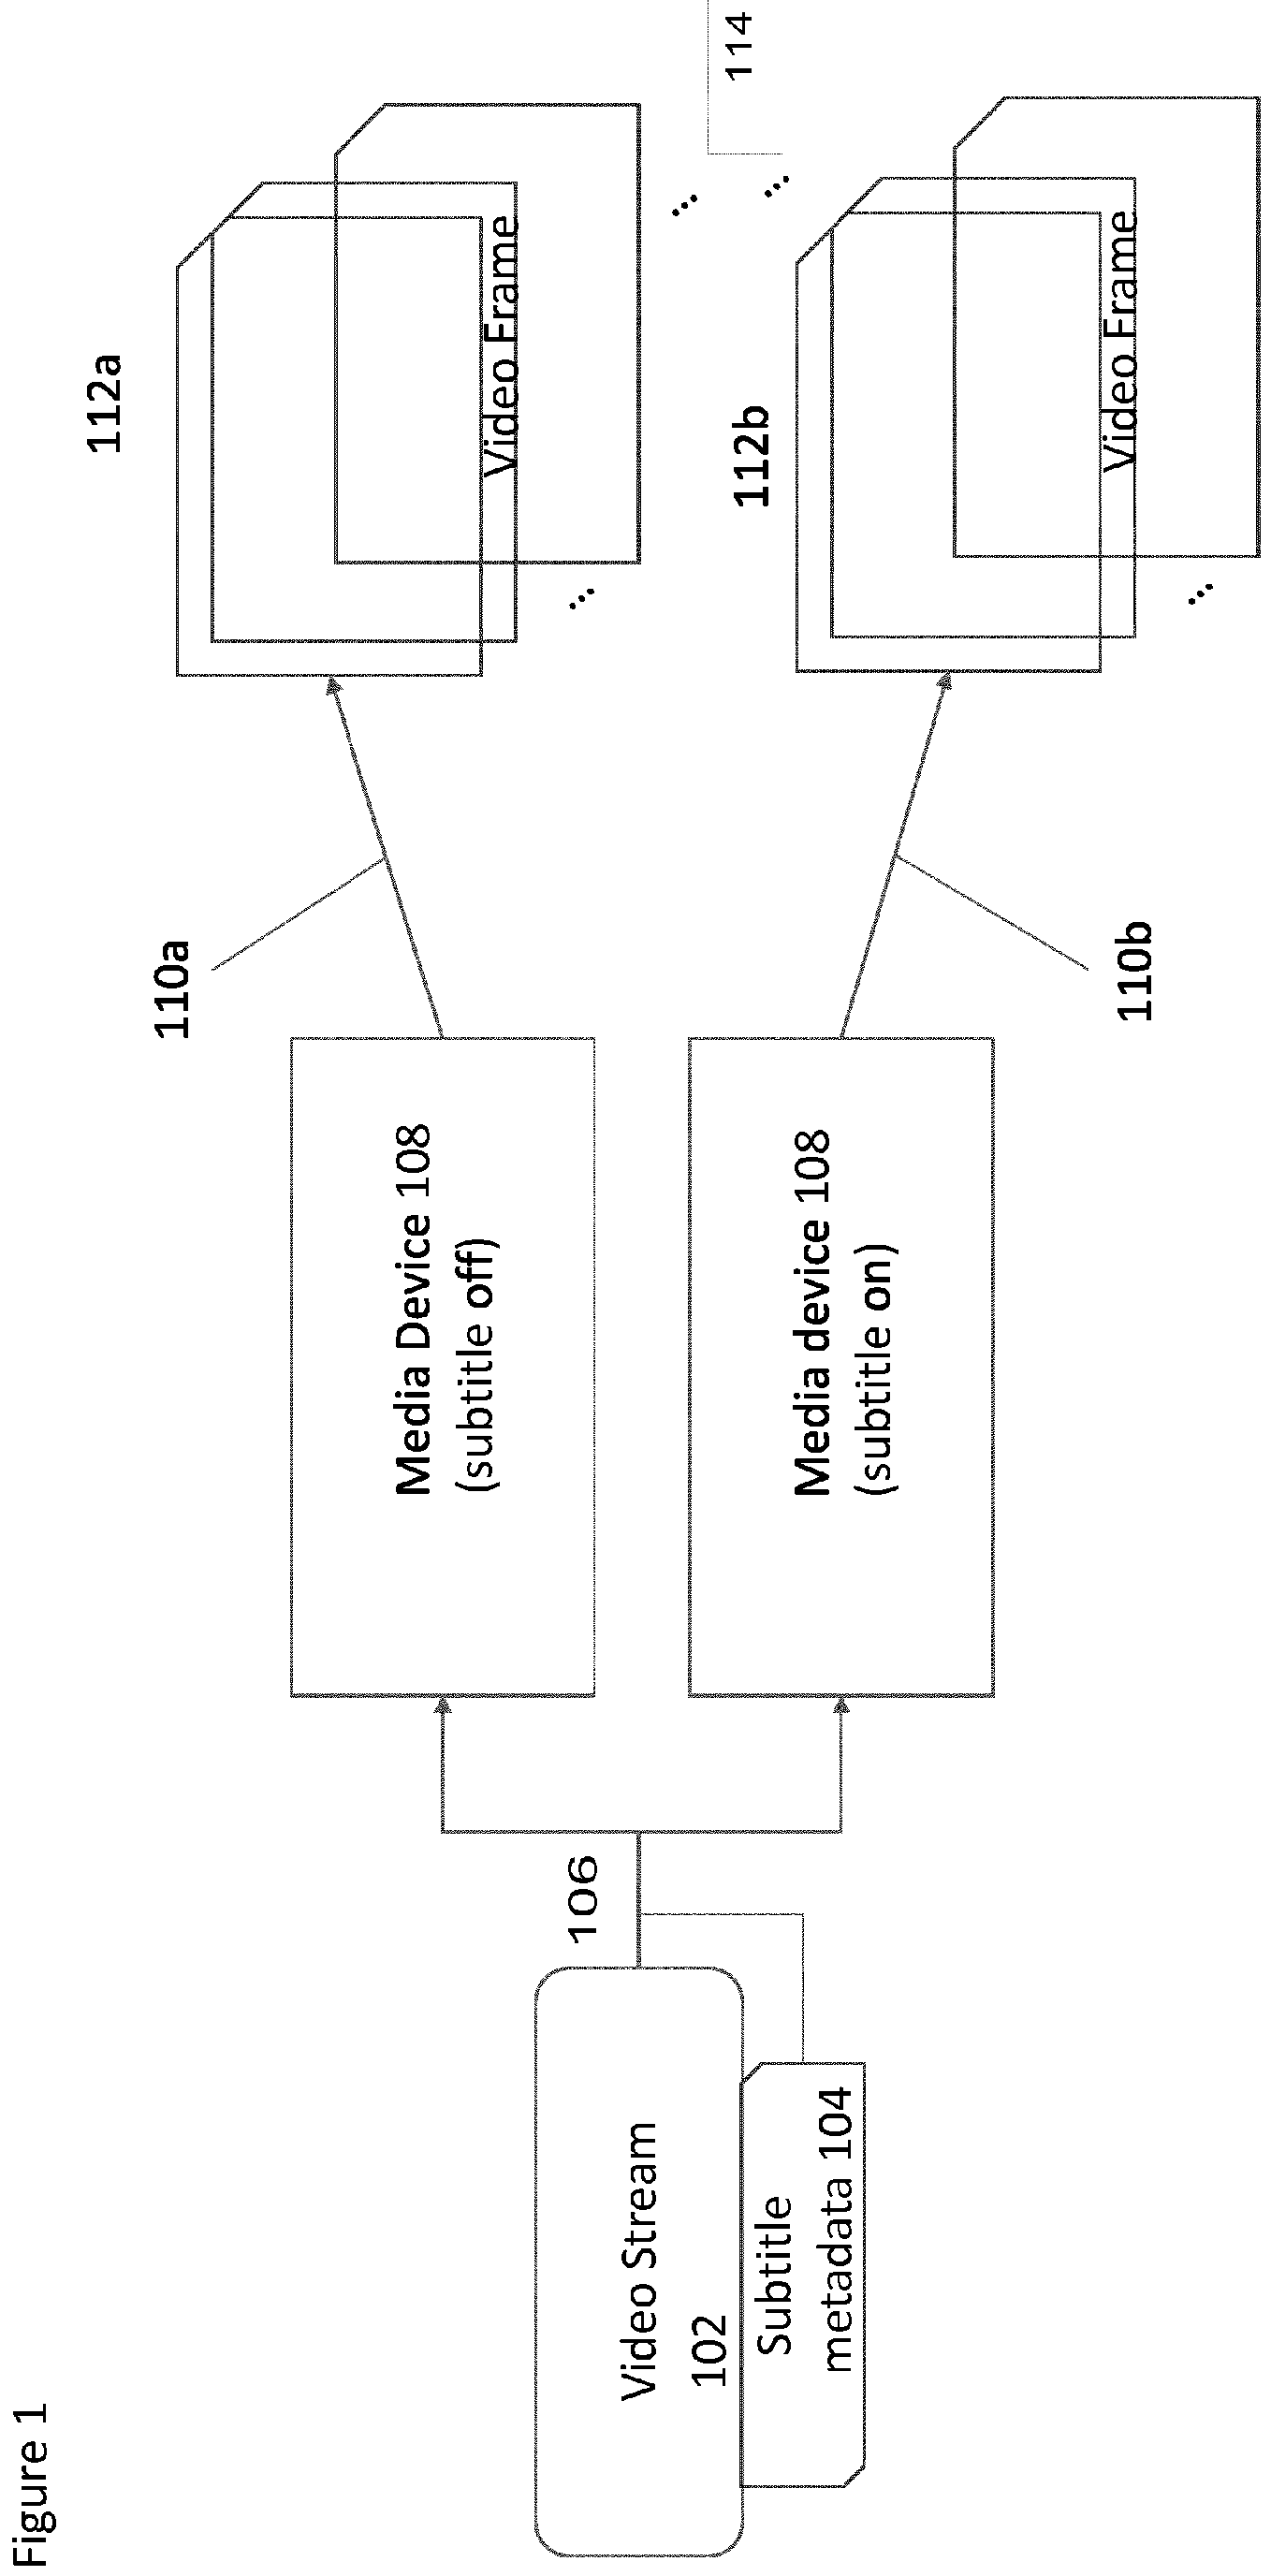 Figure 1
Video Stream
102
Subtitle
metadata 104
106
Media Device 108
(subtitle off)
Media device 108
(subtitle on)
110a
110b
112a
Video Frame
112b
Video Frame
114